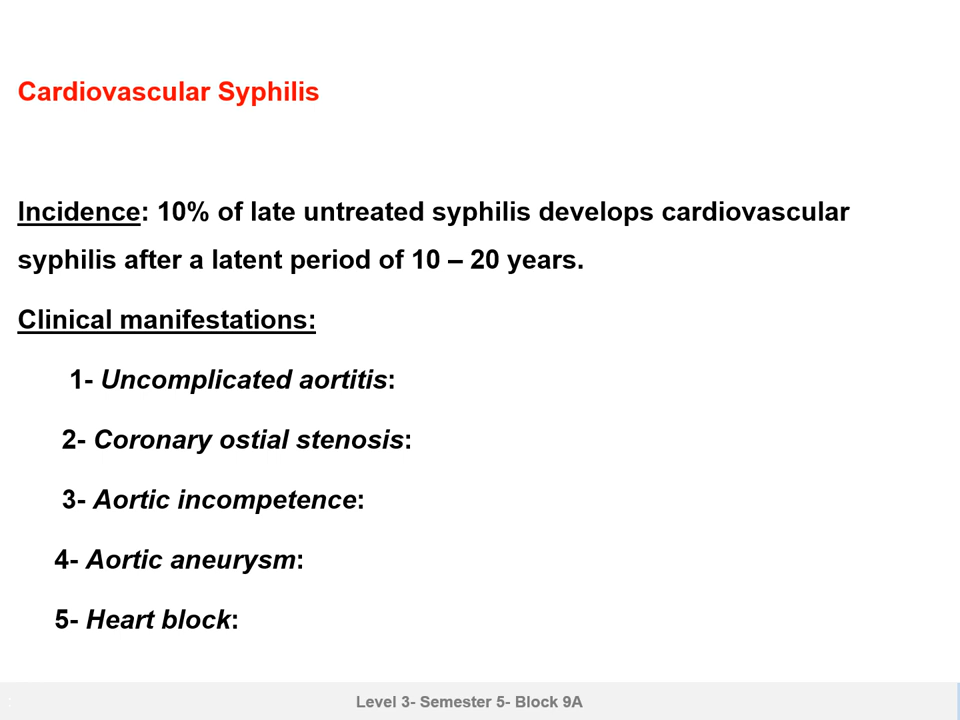 Cardiovascular Syphilis
Incidence: 10% of late untreated syphilis develops cardiovascular
syphilis after a latent period of 10 – 20 years.
Clinical manifestations:
1- Uncomplicated aortitis:
2- Coronary ostial stenosis:
3- Aortic incompetence:
4- Aortic aneurysm:
5- Heart block:
Level 3- Semester 5- Block 9A